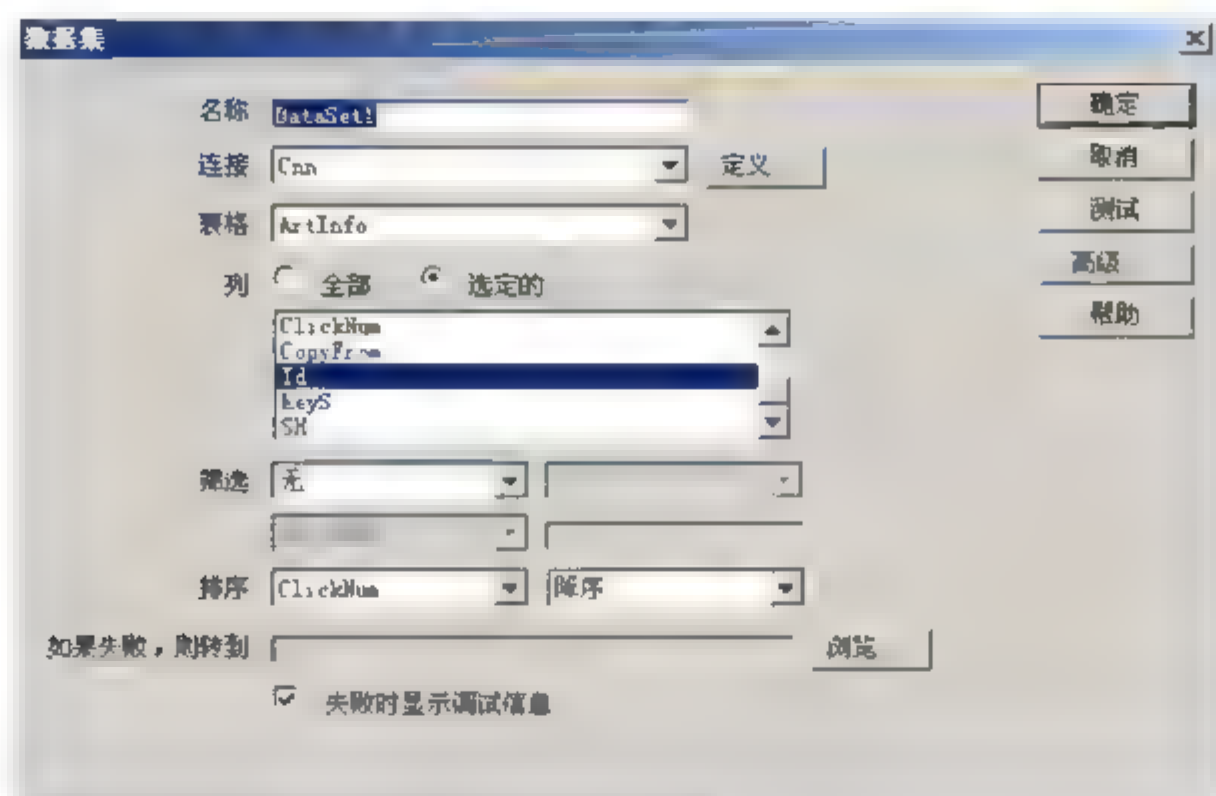 数据集
名称 DataSet1
确定
连接 Cnn 定义
取消
表格 ArtInfo
测试
列 全部 选定的
高级
ClickNum
帮助
CopyFrom
Id
KeyS
SH
筛选 无
排序 ClickNum 降序
如果失败，则转到 浏览
失败时显示调试信息